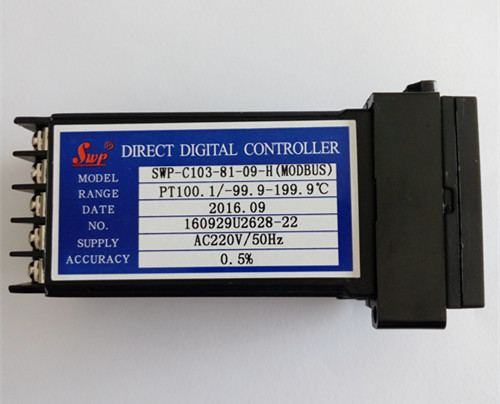 SWP DIRECT DIGITAL CONTROLLER
MODEL SWP-C103-81-09-H(MODBUS)
RANGE PT100.1/-99.9-199.9℃
DATE 2016.09
NO. 160929U2628-22
SUPPLY AC220V/50Hz
ACCURACY 0.5%